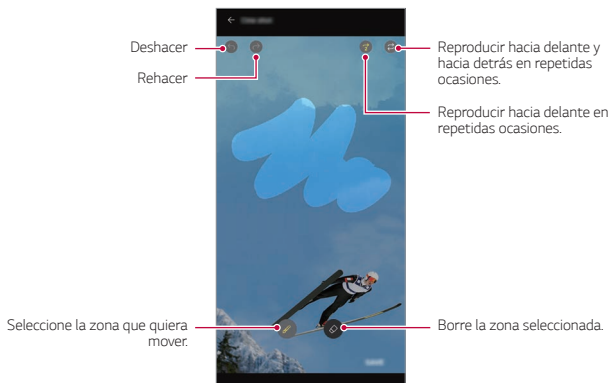 Deshacer
Rehacer
Reproducir hacia delante y
hacia detrás en repetidas
ocasiones.
Reproducir hacia delante en
repetidas ocasiones.
Seleccione la zona que quiera
mover.
Borre la zona seleccionada.